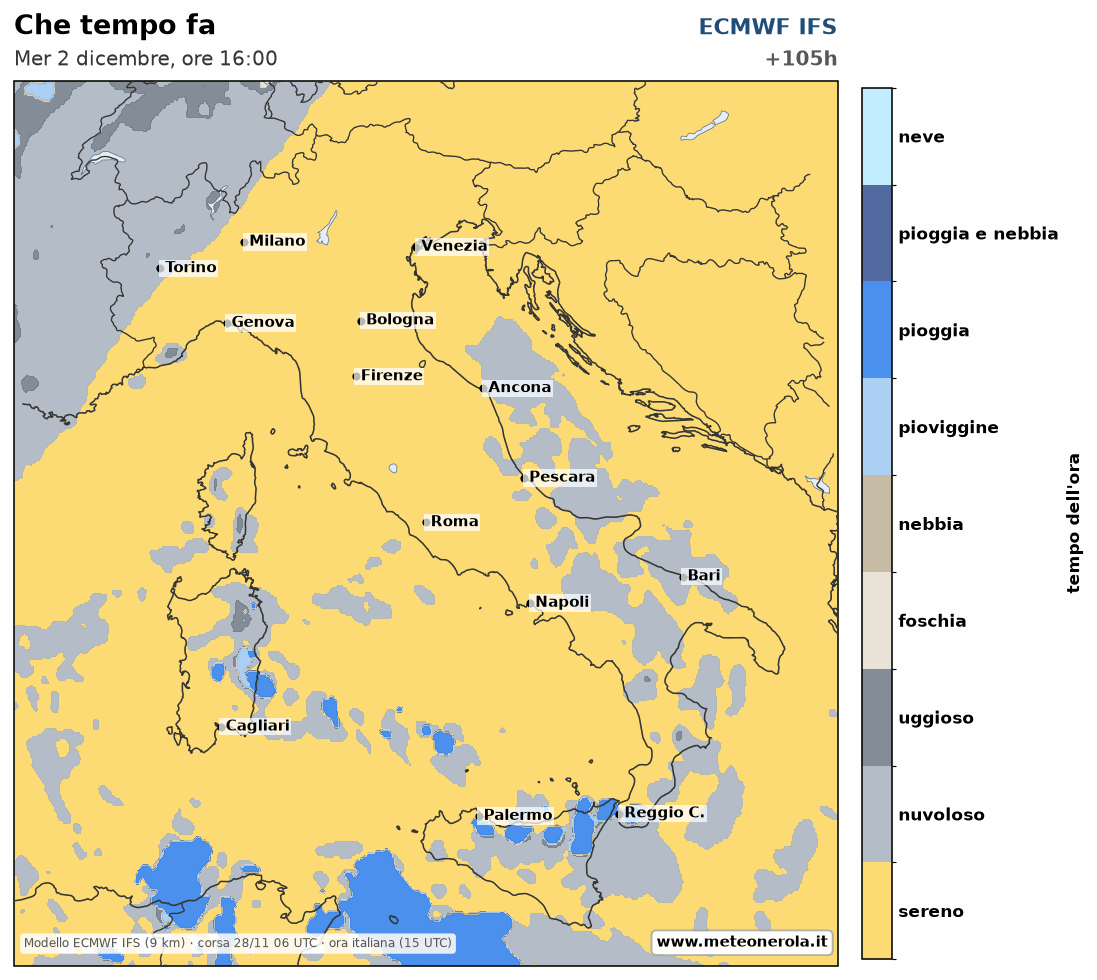 Che tempo fa
ECMWF IFS
Mer 2 dicembre, ore 16:00
+105h
neve
pioggia e nebbia
pioggia
pioviggine
nebbia
foschia
uggioso
nuvoloso
sereno
tempo dell'ora
Milano
Venezia
Torino
Genova
Bologna
Firenze
Ancona
Pescara
Roma
Bari
Napoli
Cagliari
Palermo
Reggio C.
Modello ECMWF IFS (9 km) · corsa 28/11 06 UTC · ora italiana (15 UTC)
www.meteonerola.it